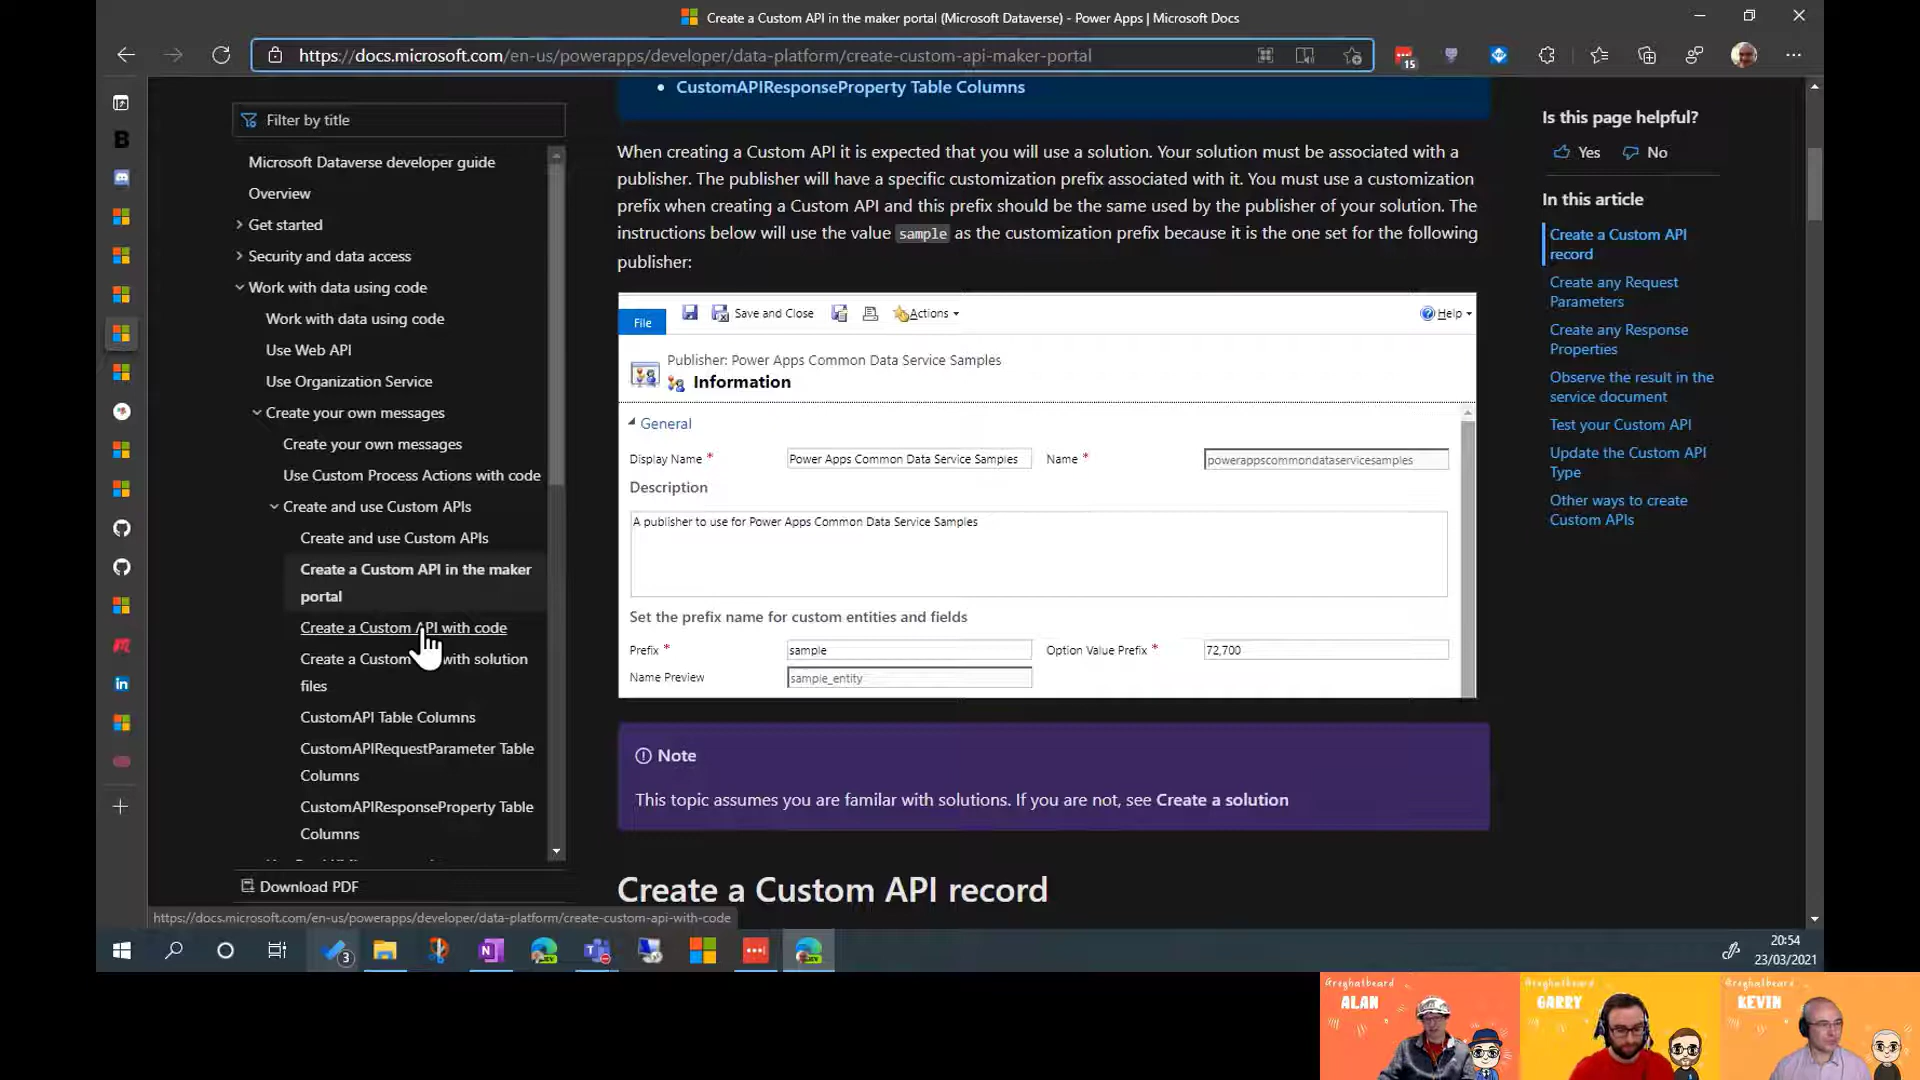 Create a Custom API in the maker portal (Microsoft Dataverse) - Power Apps | Microsoft Docs
https://docs.microsoft.com/en-us/powerapps/developer/data-platform/create-custom-api-maker-portal
15
Filter by title
Microsoft Dataverse developer guide
Overview
Get started
Security and data access
Work with data using code
Work with data using code
Use Web API
Use Organization Service
Create your own messages
Create your own messages
Use Custom Process Actions with code
Create and use Custom APIs
Create and use Custom APIs
Create a Custom API in the maker
portal
Create a Custom API with code
Create a Custom with solution
files
CustomAPI Table Columns
CustomAPIRequestParameter Table
Columns
CustomAPIResponseProperty Table
Columns
Download PDF
https://docs.microsoft.com/en-us/powerapps/developer/data-platform/create-custom-api-with-code
CustomAPIResponseProperty Table Columns
When creating a Custom API it is expected that you will use a solution. Your solution must be associated with a
publisher. The publisher will have a specific customization prefix associated with it. You must use a customization
prefix when creating a Custom API and this prefix should be the same used by the publisher of your solution. The
instructions below will use the value sample as the customization prefix because it is the one set for the following
publisher:
File
Save and Close
Actions
Help
Publisher: Power Apps Common Data Service Samples
Information
General
Display Name *
Power Apps Common Data Service Samples
Name *
powerappscommondataservicesamples
Description
A publisher to use for Power Apps Common Data Service Samples
Set the prefix name for custom entities and fields
Prefix *
sample
Option Value Prefix *
72,700
Name Preview
sample_entity
Note
This topic assumes you are familar with solutions. If you are not, see Create a solution
Create a Custom API record
Is this page helpful?
Yes
No
In this article
Create a Custom API
record
Create any Request
Parameters
Create any Response
Properties
Observe the result in the
service document
Test your Custom API
Update the Custom API
Type
Other ways to create
Custom APIs
3
20:54
23/03/2021
@reghatbeard
ALAN
@reghatbeard
GARRY
@reghatbeard
KEVIN